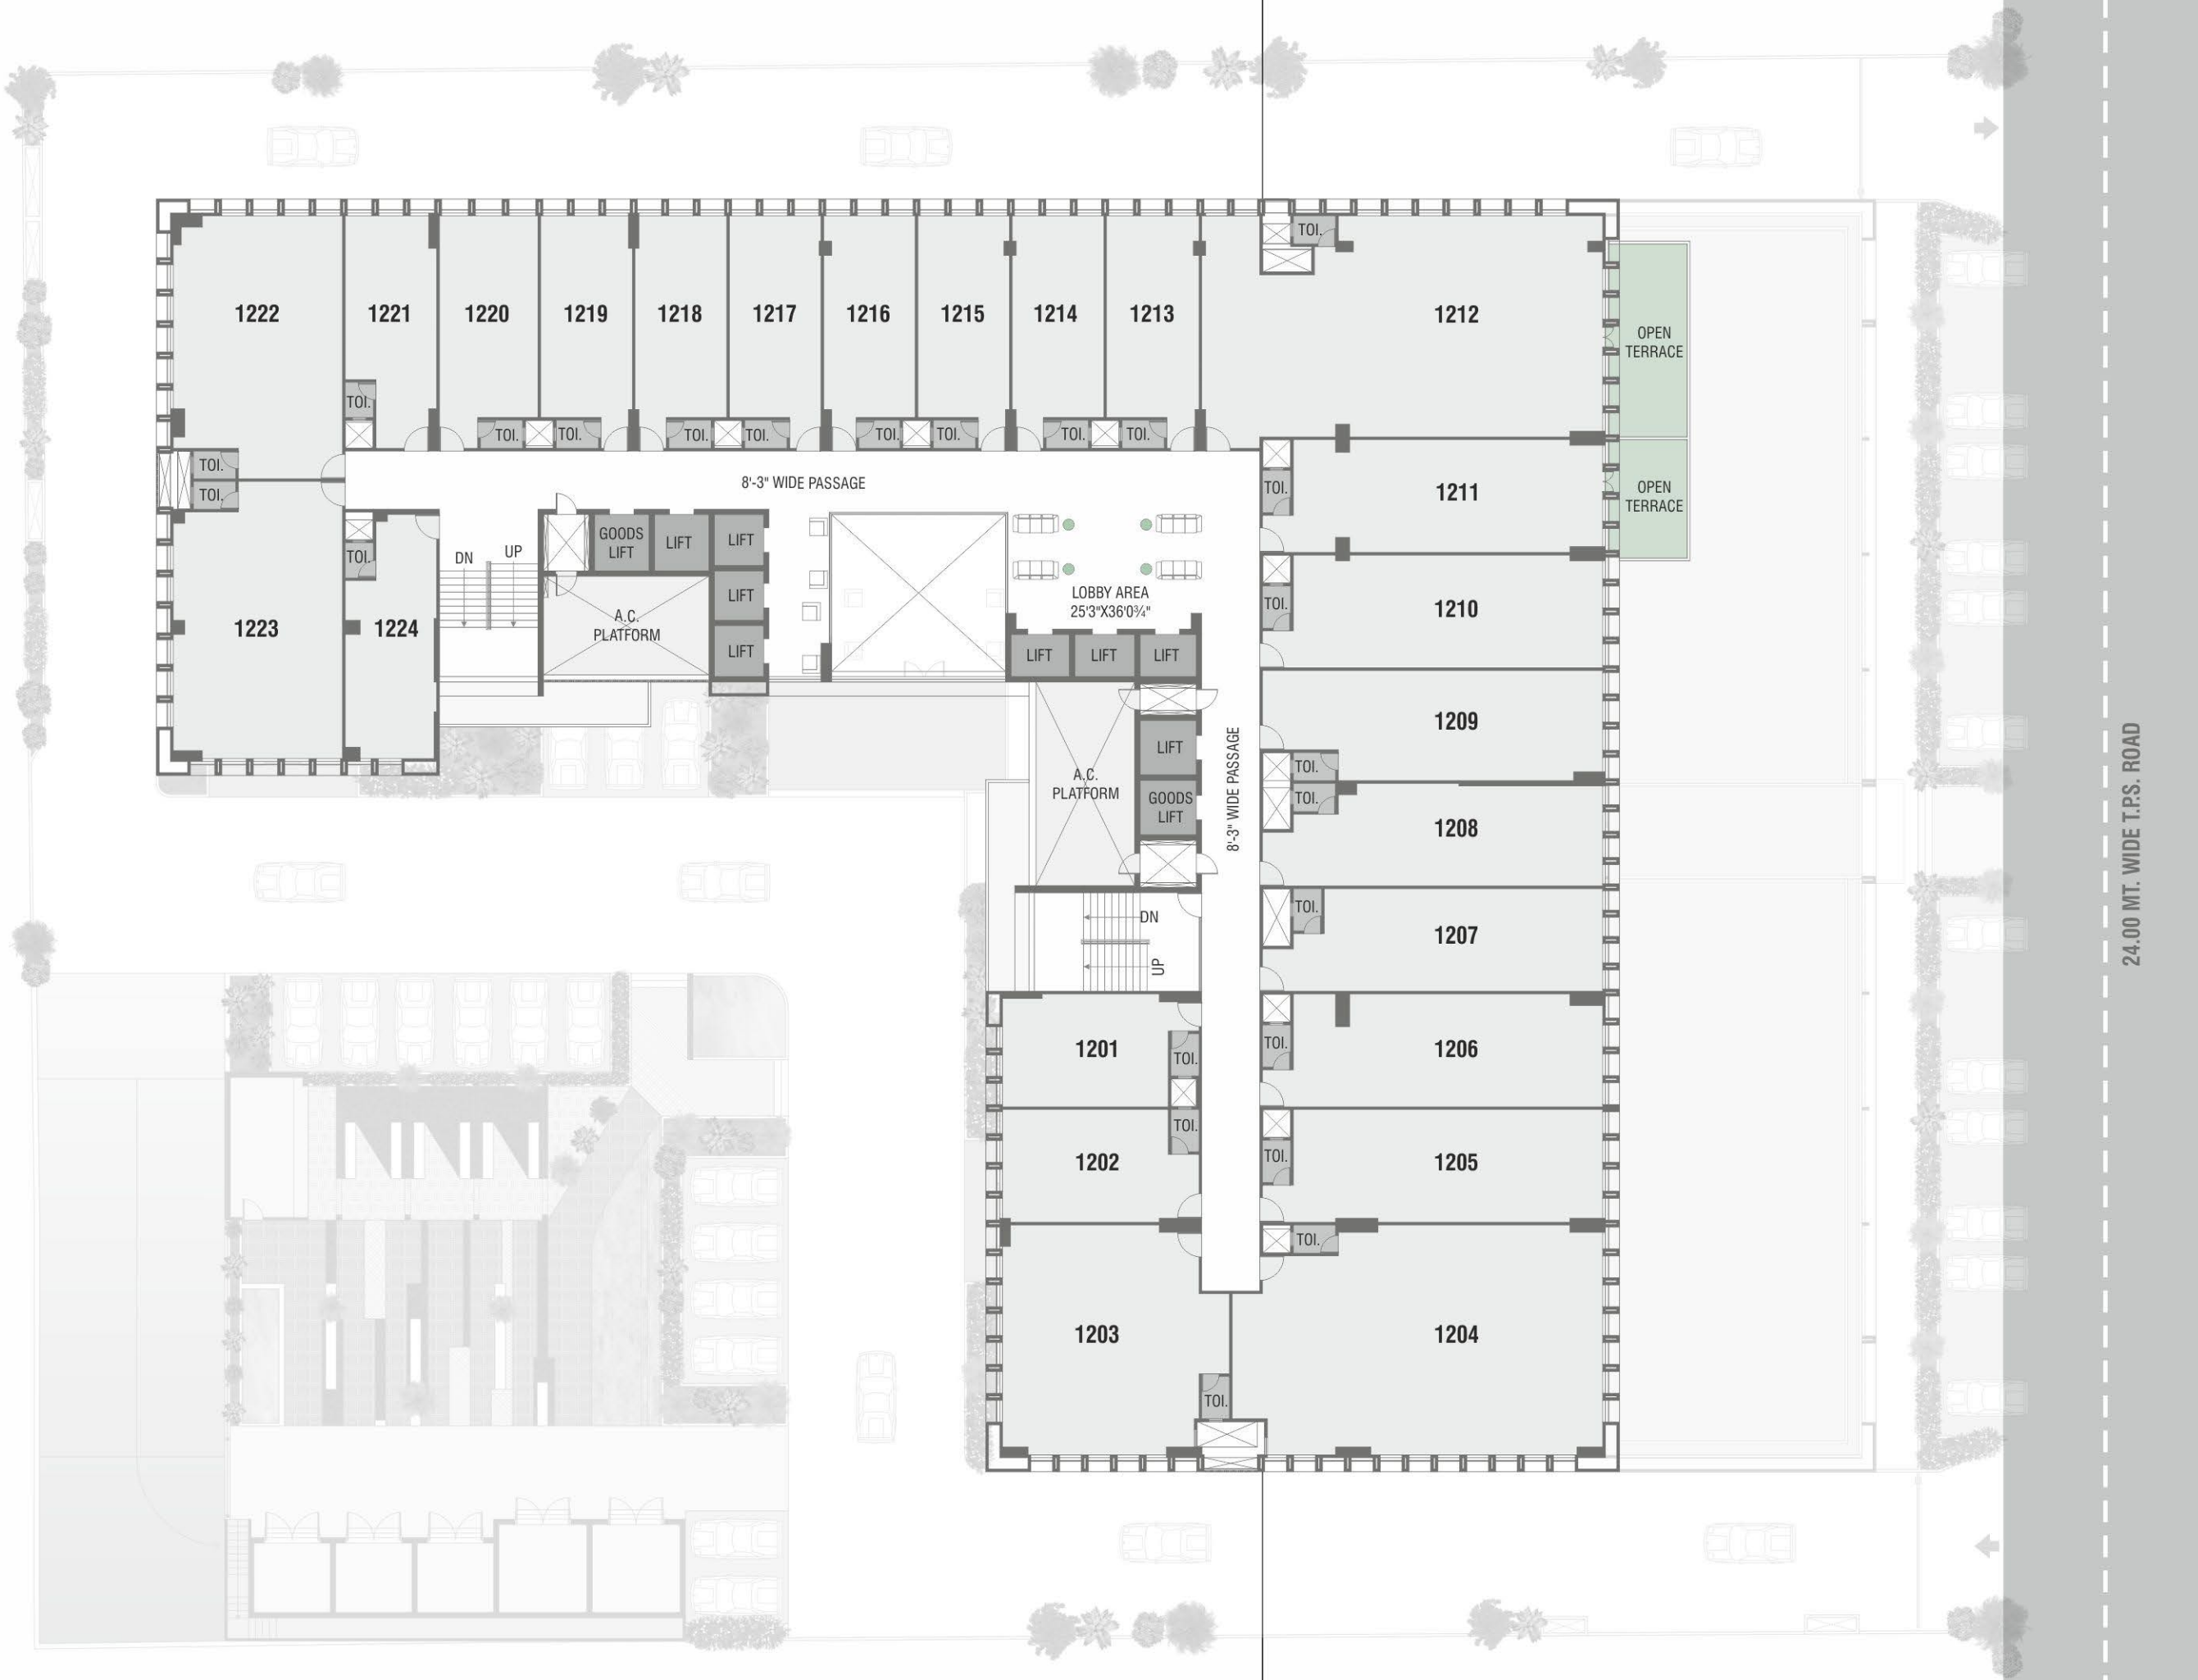 TOI.
1222
1221
1220
1219
1218
1217
1216
1215
1214
1213
1212
OPEN
TERRACE
TOI.
TOI.
TOI.
TOI.
TOI.
TOI.
TOI.
TOI.
TOI.
TOI.
TOI.
8'-3" WIDE PASSAGE
TOI.
1211
OPEN
TERRACE
TOI.
DN
UP
GOODS
LIFT
LIFT
LIFT
LIFT
LIFT
A.C.
PLATFORM
LOBBY AREA
25'3"X36'0¾"
TOI.
1210
1223
1224
LIFT
LIFT
LIFT
1209
LIFT
GOODS
LIFT
A.C.
PLATFORM
8'-3" WIDE PASSAGE
TOI.
TOI.
1208
24.00 MT. WIDE T.P.S. ROAD
DN
UP
TOI.
1207
1201
TOI.
TOI.
1206
1202
TOI.
TOI.
1205
TOI.
1203
1204
TOI.